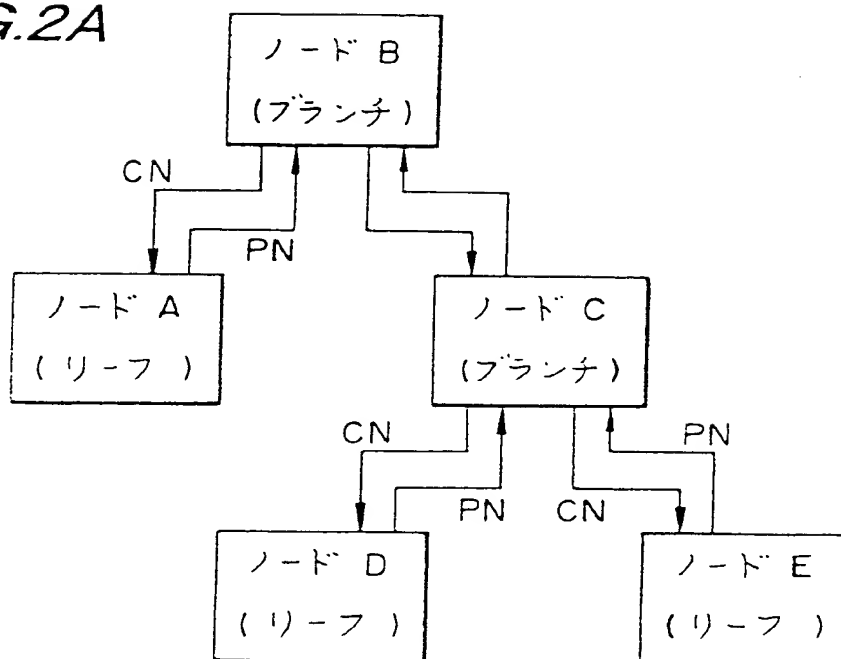 G.2A
ノード B
(ブランチ)
CN
PN
ノード A
(リーフ)
ノード C
(ブランチ)
CN
PN
PN
CN
ノード D
(リーフ)
ノード E
(リーフ)